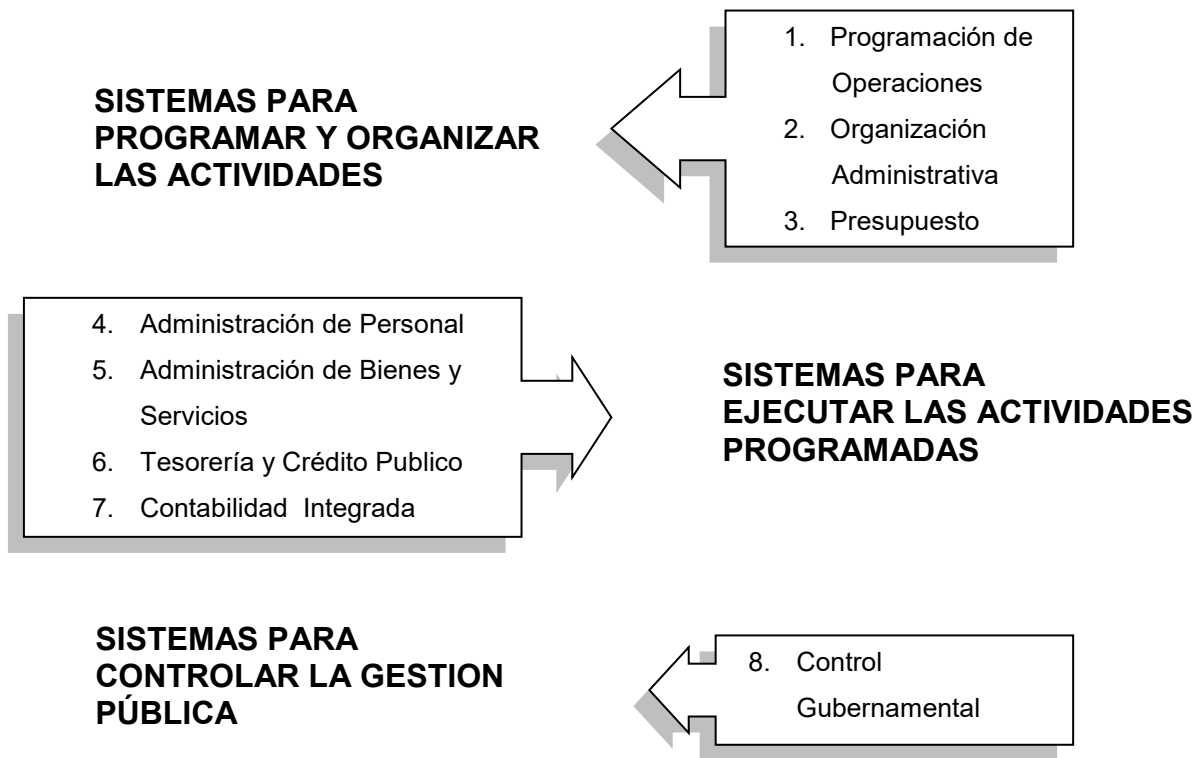 SISTEMAS PARA
PROGRAMAR Y ORGANIZAR
LAS ACTIVIDADES
1. Programación de
Operaciones
2. Organización
Administrativa
3. Presupuesto
4. Administración de Personal
5. Administración de Bienes y
Servicios
6. Tesorería y Crédito Publico
7. Contabilidad Integrada
SISTEMAS PARA
EJECUTAR LAS ACTIVIDADES
PROGRAMADAS
SISTEMAS PARA
CONTROLAR LA GESTION
PÚBLICA
8. Control
Gubernamental